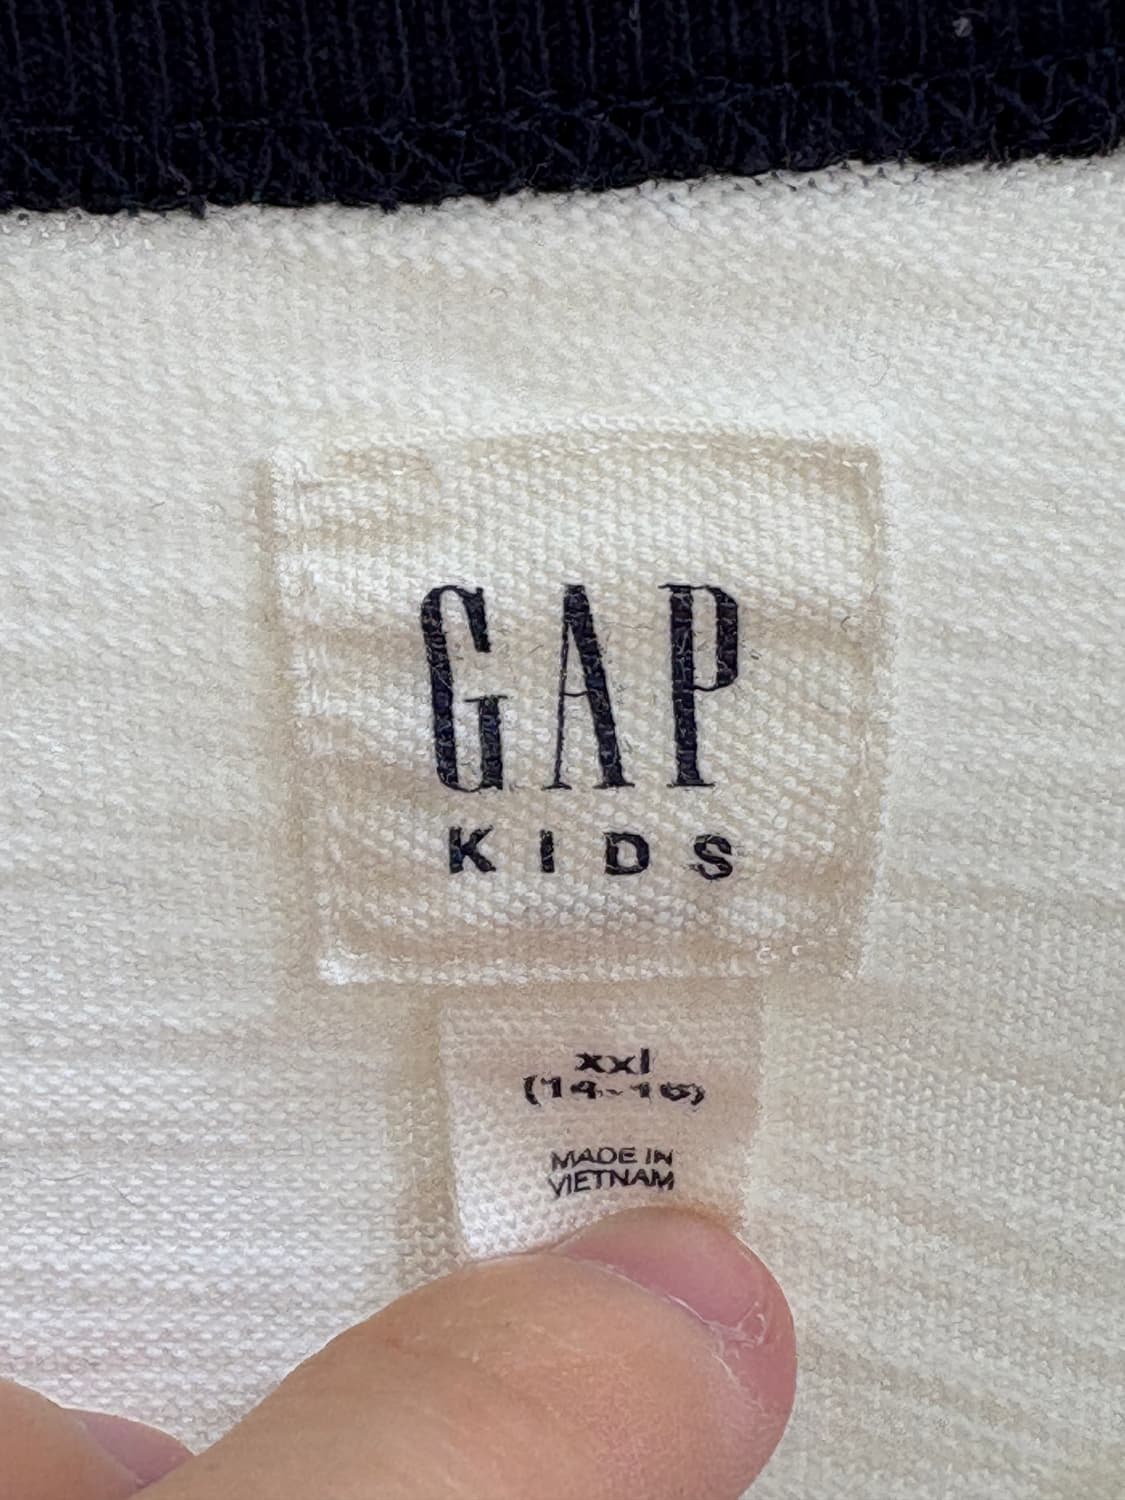 GAP
KIDS
xxl
(14-16)
MADE IN
VIETNAM